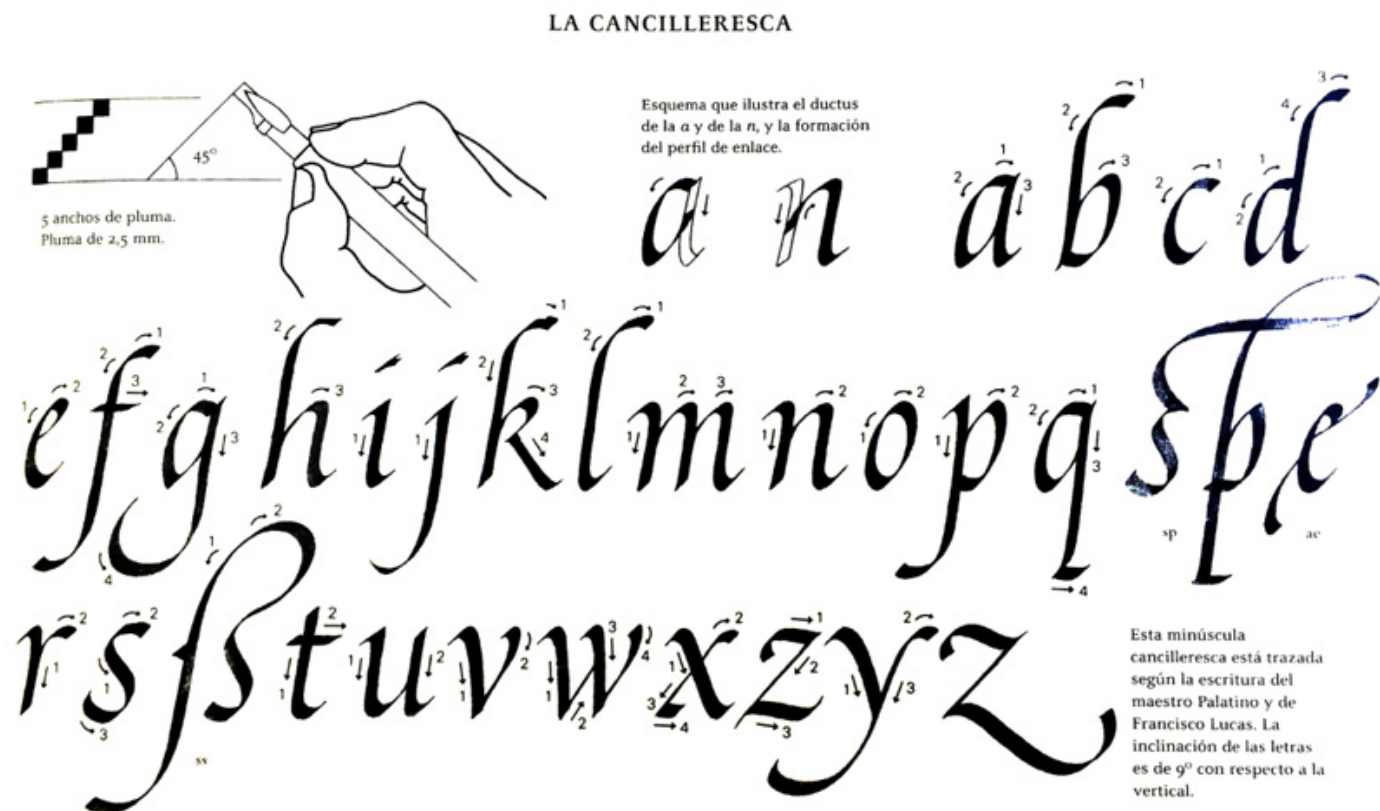 LA CANCILLERESCA
45°
5 anchos de pluma.
Pluma de 2,5 mm.
Esquema que ilustra el ductus
de la a y de la n, y la formación
del perfil de enlace.
a n
a b c d
e f g h i j k l m n o p q sp e
sp ae
r s ß t u v w x z y z
ss
Esta minúscula
cancilleresca está trazada
según la escritura del
maestro Palatino y de
Francisco Lucas. La
inclinación de las letras
es de 9° con respecto a la
vertical.